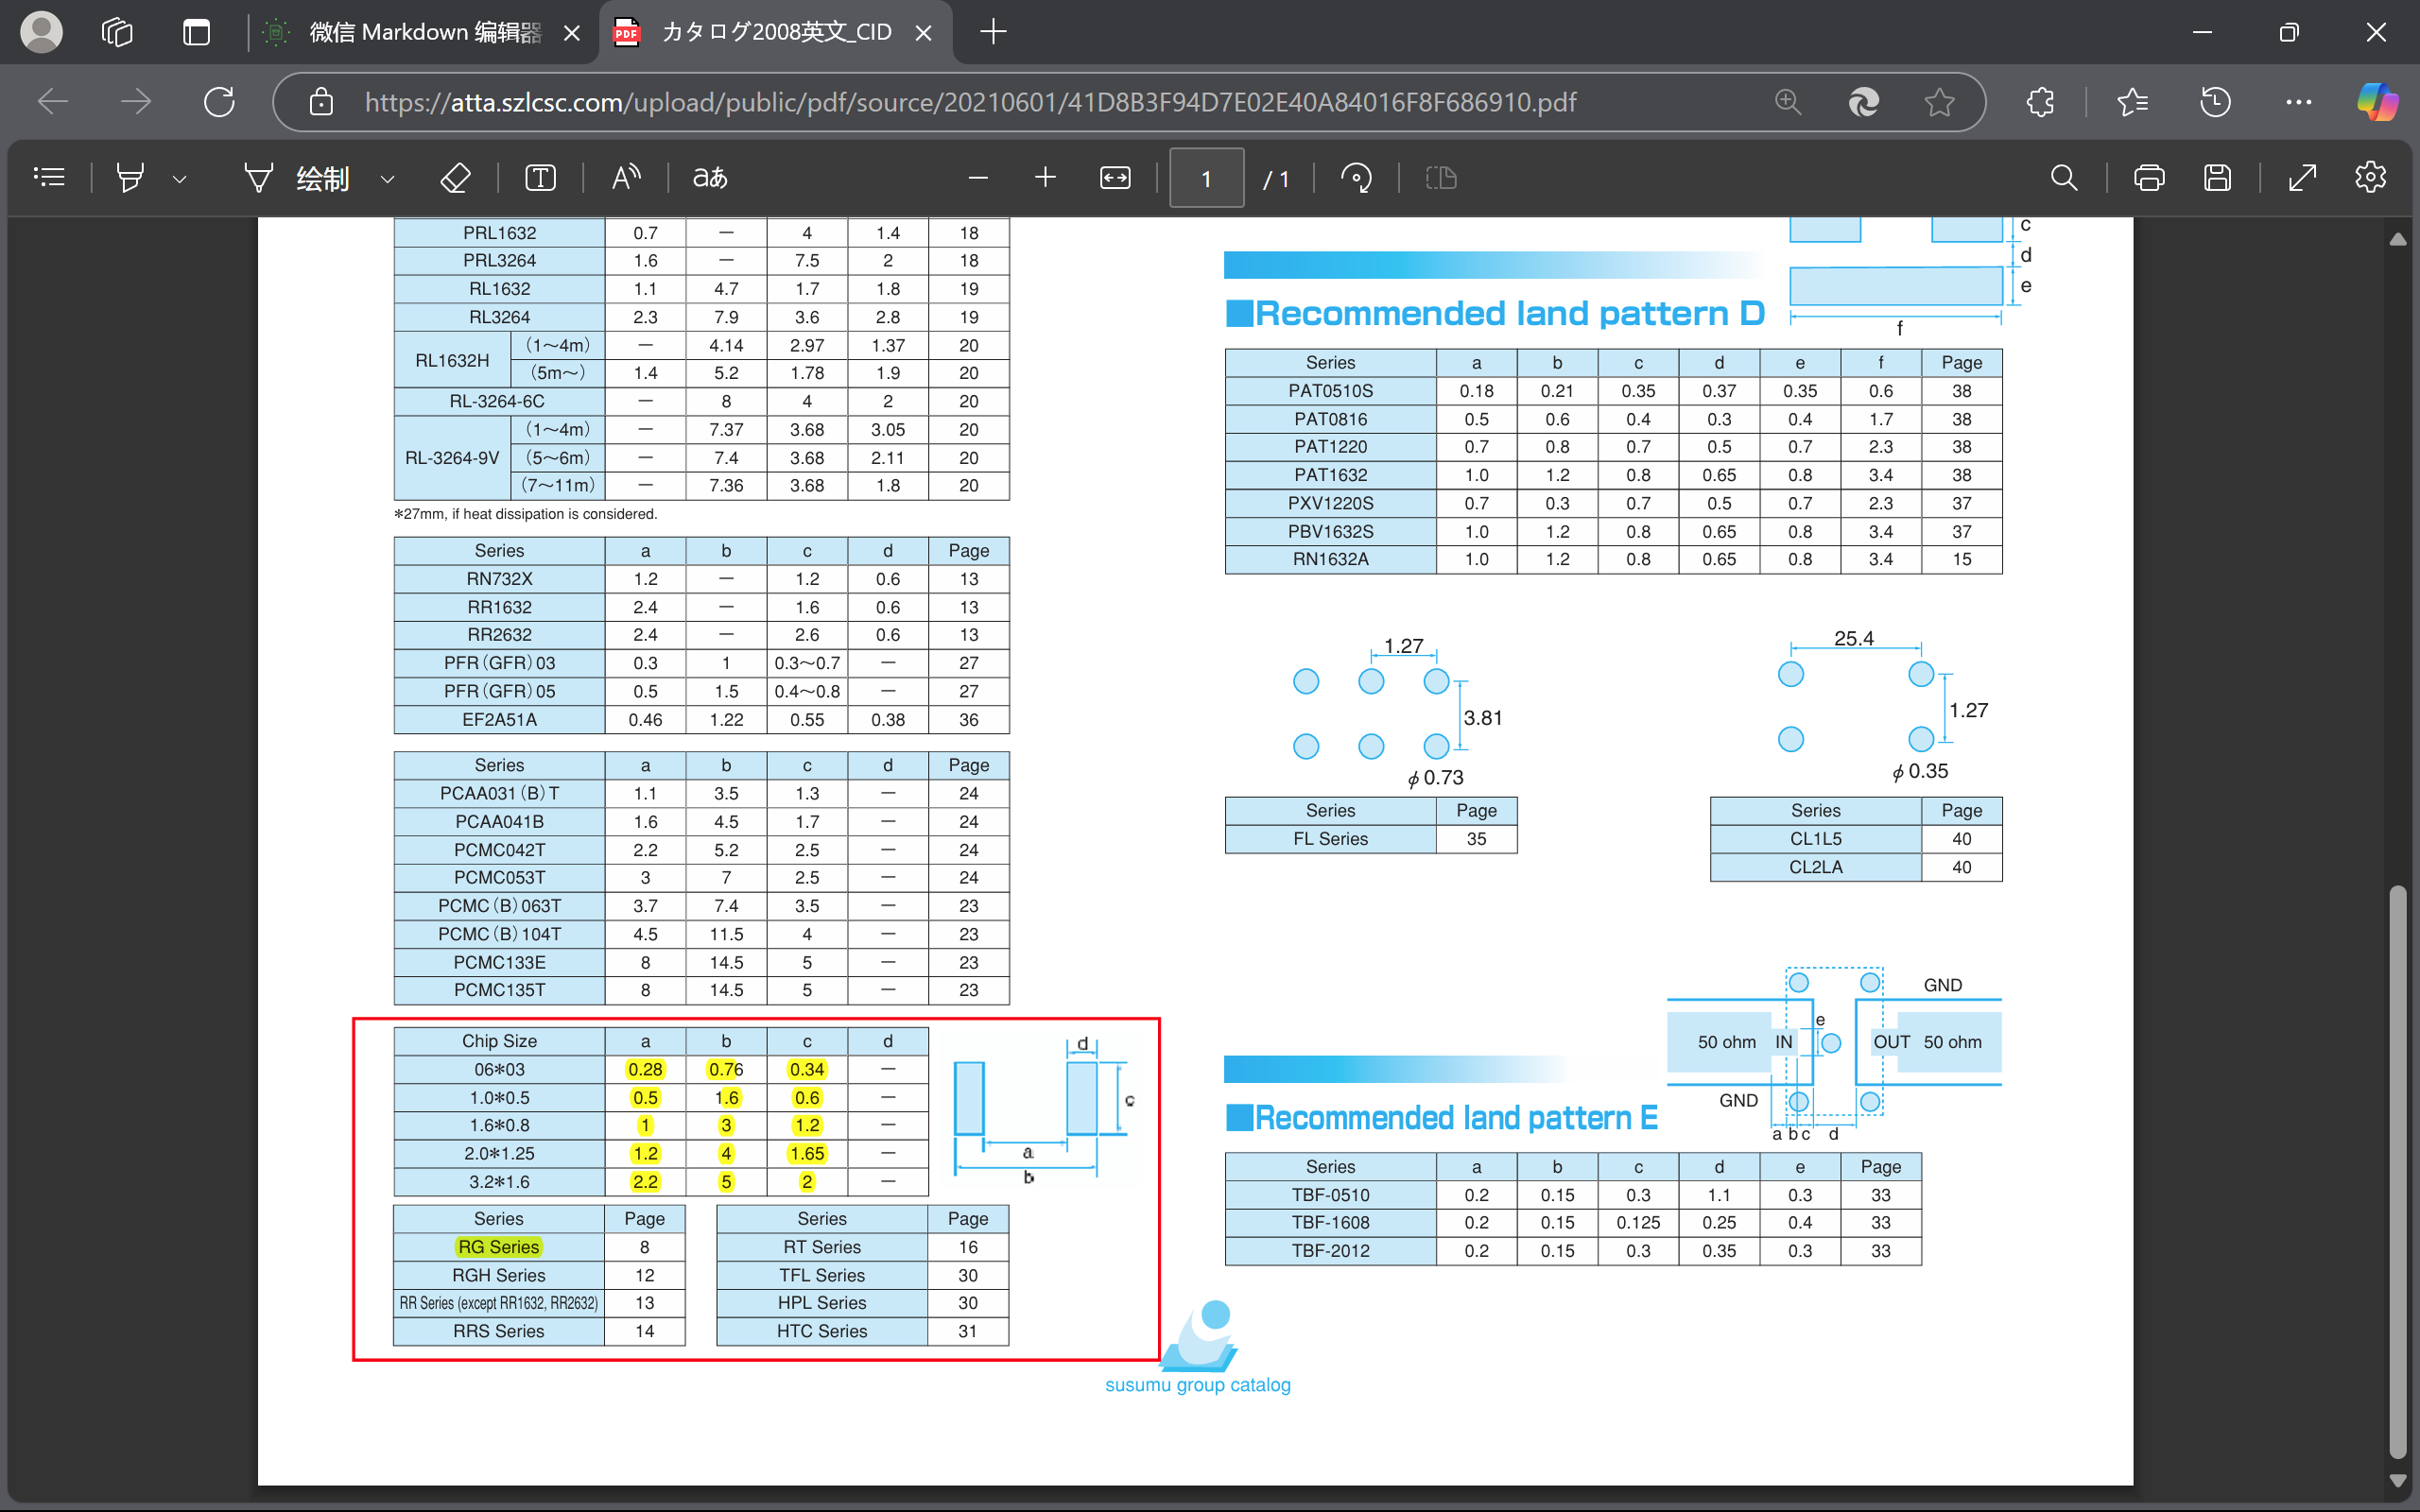 微信 Markdown 编辑器
カタログ2008英文_CID
https://atta.szlcsc.com/upload/public/pdf/source/20210601/41D8B3F94D7E02E40A84016F8F686910.pdf
绘制
aあ
1 / 1
PRL1632 0.7 — 4 1.4 18
PRL3264 1.6 — 7.5 2 18
RL1632 1.1 4.7 1.7 1.8 19
RL3264 2.3 7.9 3.6 2.8 19
RL1632H (1〜4m) — 4.14 2.97 1.37 20
(5m〜) 1.4 5.2 1.78 1.9 20
RL-3264-6C — 8 4 2 20
RL-3264-9V (1〜4m) — 7.37 3.68 3.05 20
(5〜6m) — 7.4 3.68 2.11 20
(7〜11m) — 7.36 3.68 1.8 20
*27mm, if heat dissipation is considered.
Series a b c d Page
RN732X 1.2 — 1.2 0.6 13
RR1632 2.4 — 1.6 0.6 13
RR2632 2.4 — 2.6 0.6 13
PFR(GFR)03 0.3 1 0.3〜0.7 — 27
PFR(GFR)05 0.5 1.5 0.4〜0.8 — 27
EF2A51A 0.46 1.22 0.55 0.38 36
Series a b c d Page
PCAA031(B)T 1.1 3.5 1.3 — 24
PCAA041B 1.6 4.5 1.7 — 24
PCMC042T 2.2 5.2 2.5 — 24
PCMC053T 3 7 2.5 — 24
PCMC(B)063T 3.7 7.4 3.5 — 23
PCMC(B)104T 4.5 11.5 4 — 23
PCMC133E 8 14.5 5 — 23
PCMC135T 8 14.5 5 — 23
Chip Size a b c d
06*03 0.28 0.76 0.34 —
1.0*0.5 0.5 1.6 0.6 —
1.6*0.8 1 3 1.2 —
2.0*1.25 1.2 4 1.65 —
3.2*1.6 2.2 5 2 —
d
c
a
b
Series Page
RG Series 8
RGH Series 12
RR Series (except RR1632, RR2632) 13
RRS Series 14
Series Page
RT Series 16
TFL Series 30
HPL Series 30
HTC Series 31
c
d
e
f
■Recommended land pattern D
Series a b c d e f Page
PAT0510S 0.18 0.21 0.35 0.37 0.35 0.6 38
PAT0816 0.5 0.6 0.4 0.3 0.4 1.7 38
PAT1220 0.7 0.8 0.7 0.5 0.7 2.3 38
PAT1632 1.0 1.2 0.8 0.65 0.8 3.4 38
PXV1220S 0.7 0.3 0.7 0.5 0.7 2.3 37
PBV1632S 1.0 1.2 0.8 0.65 0.8 3.4 37
RN1632A 1.0 1.2 0.8 0.65 0.8 3.4 15
1.27
3.81
φ0.73
Series Page
FL Series 35
25.4
1.27
φ0.35
Series Page
CL1L5 40
CL2LA 40
GND
e
50 ohm IN OUT 50 ohm
GND
a b c d
■Recommended land pattern E
Series a b c d e Page
TBF-0510 0.2 0.15 0.3 1.1 0.3 33
TBF-1608 0.2 0.15 0.125 0.25 0.4 33
TBF-2012 0.2 0.15 0.3 0.35 0.3 33
susumu group catalog